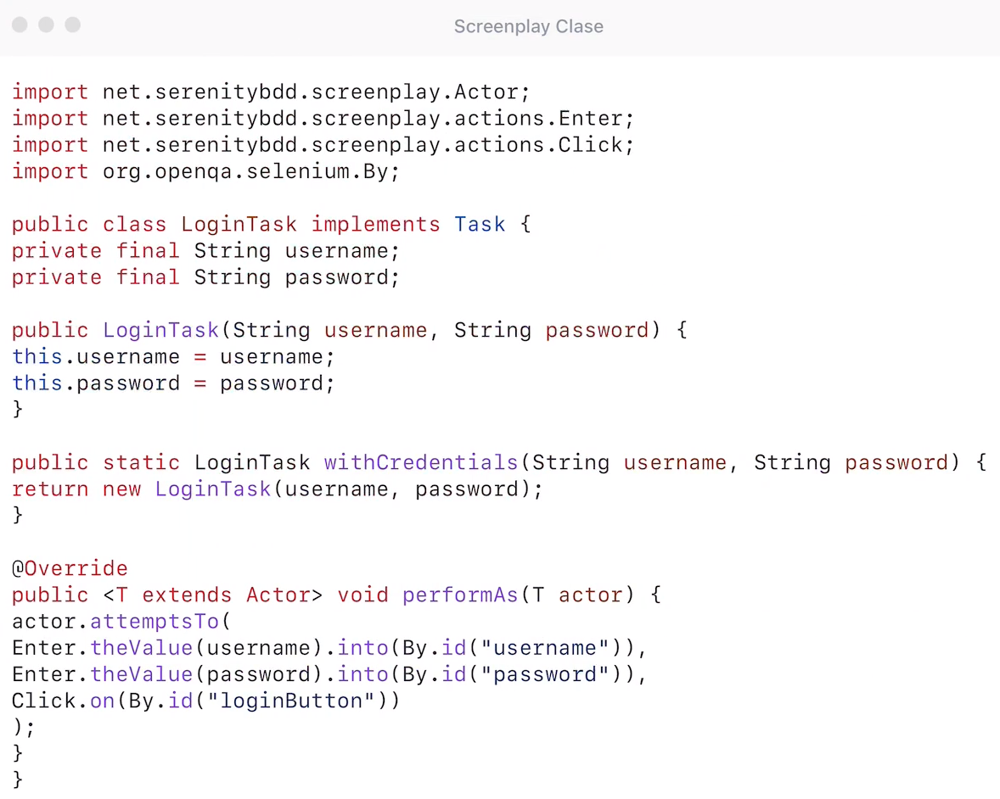 Screenplay Clase
import net.serenitybdd.screenplay.Actor;
import net.serenitybdd.screenplay.actions.Enter;
import net.serenitybdd.screenplay.actions.Click;
import org.openqa.selenium.By;
public class LoginTask implements Task {
private final String username;
private final String password;
public LoginTask(String username, String password) {
this.username = username;
this.password = password;
}
public static LoginTask withCredentials(String username, String password) {
return new LoginTask(username, password);
}
@Override
public <T extends Actor> void performAs(T actor) {
actor.attemptsTo(
Enter.theValue(username).into(By.id("username")),
Enter.theValue(password).into(By.id("password")),
Click.on(By.id("loginButton"))
);
}
}